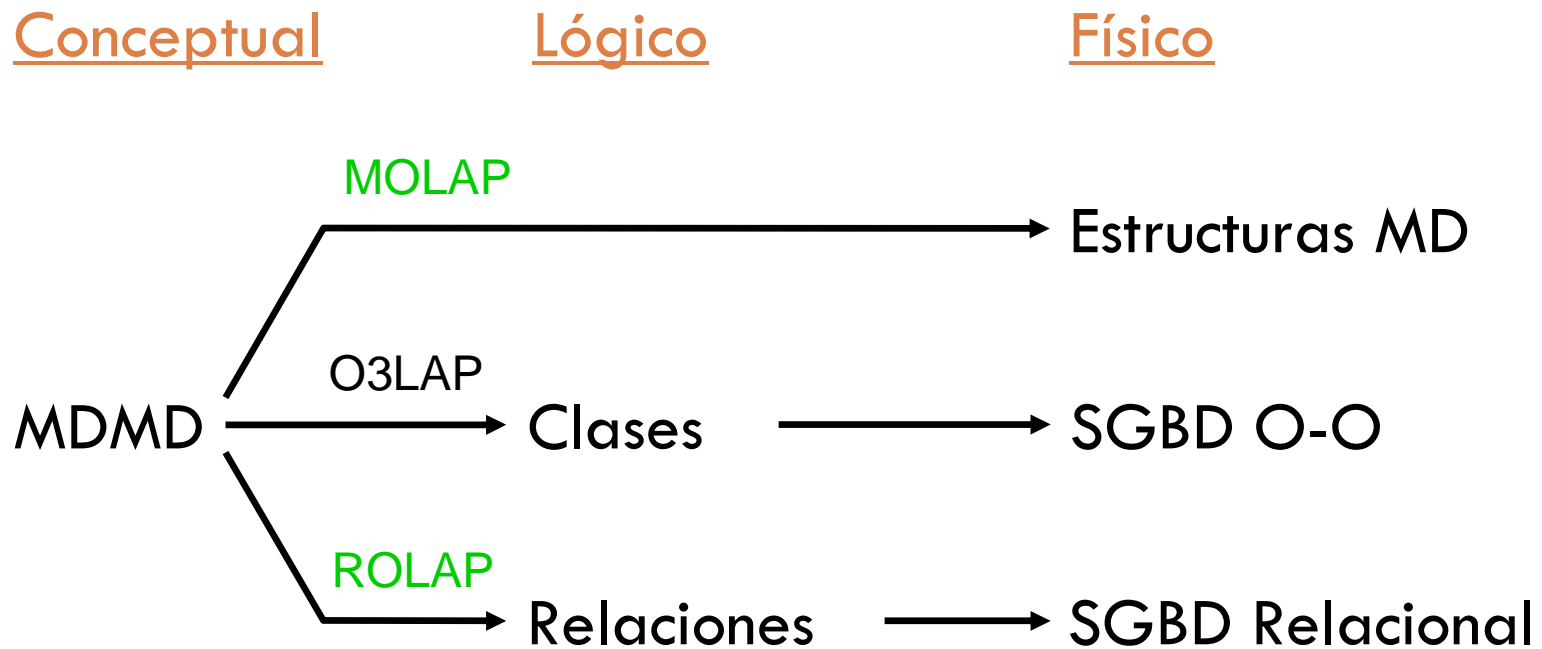 Conceptual Lógico Físico
MOLAP
Estructuras MD
O3LAP
MDMD Clases SGBD O-O
ROLAP
Relaciones SGBD Relacional